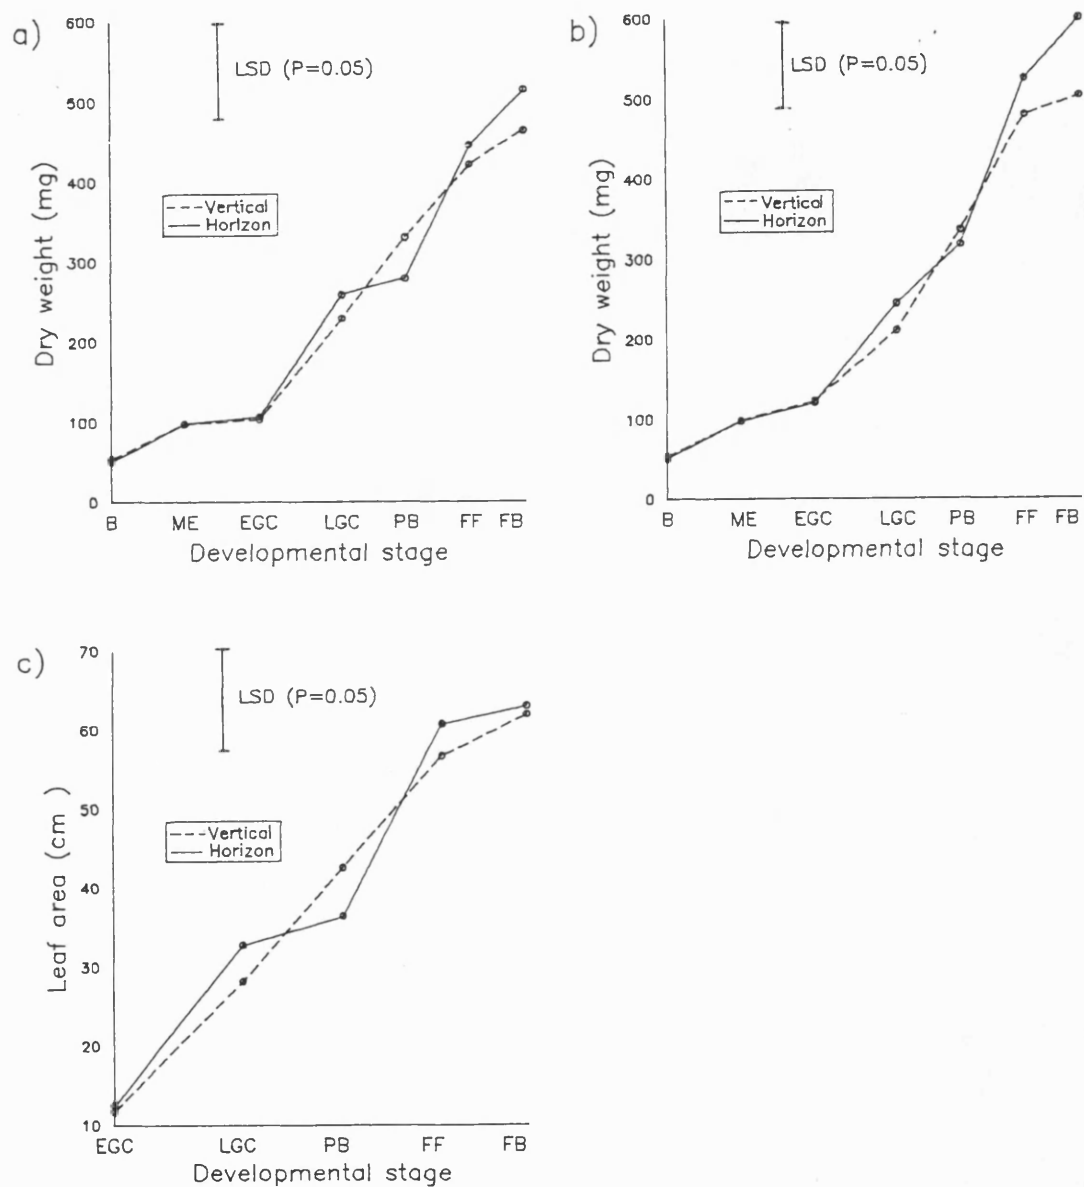 a)
600
500
400
300
200
100
0
Dry weight (mg)
LSD (P=0.05)
Vertical
Horizon
B ME EGC LGC PB FF FB
Developmental stage
b)
600
500
400
300
200
100
0
Dry weight (mg)
LSD (P=0.05)
Vertical
Horizon
B ME EGC LGC PB FF FB
Developmental stage
c)
70
60
50
40
30
20
10
Leaf area (cm )
LSD (P=0.05)
Vertical
Horizon
EGC LGC PB FF FB
Developmental stage